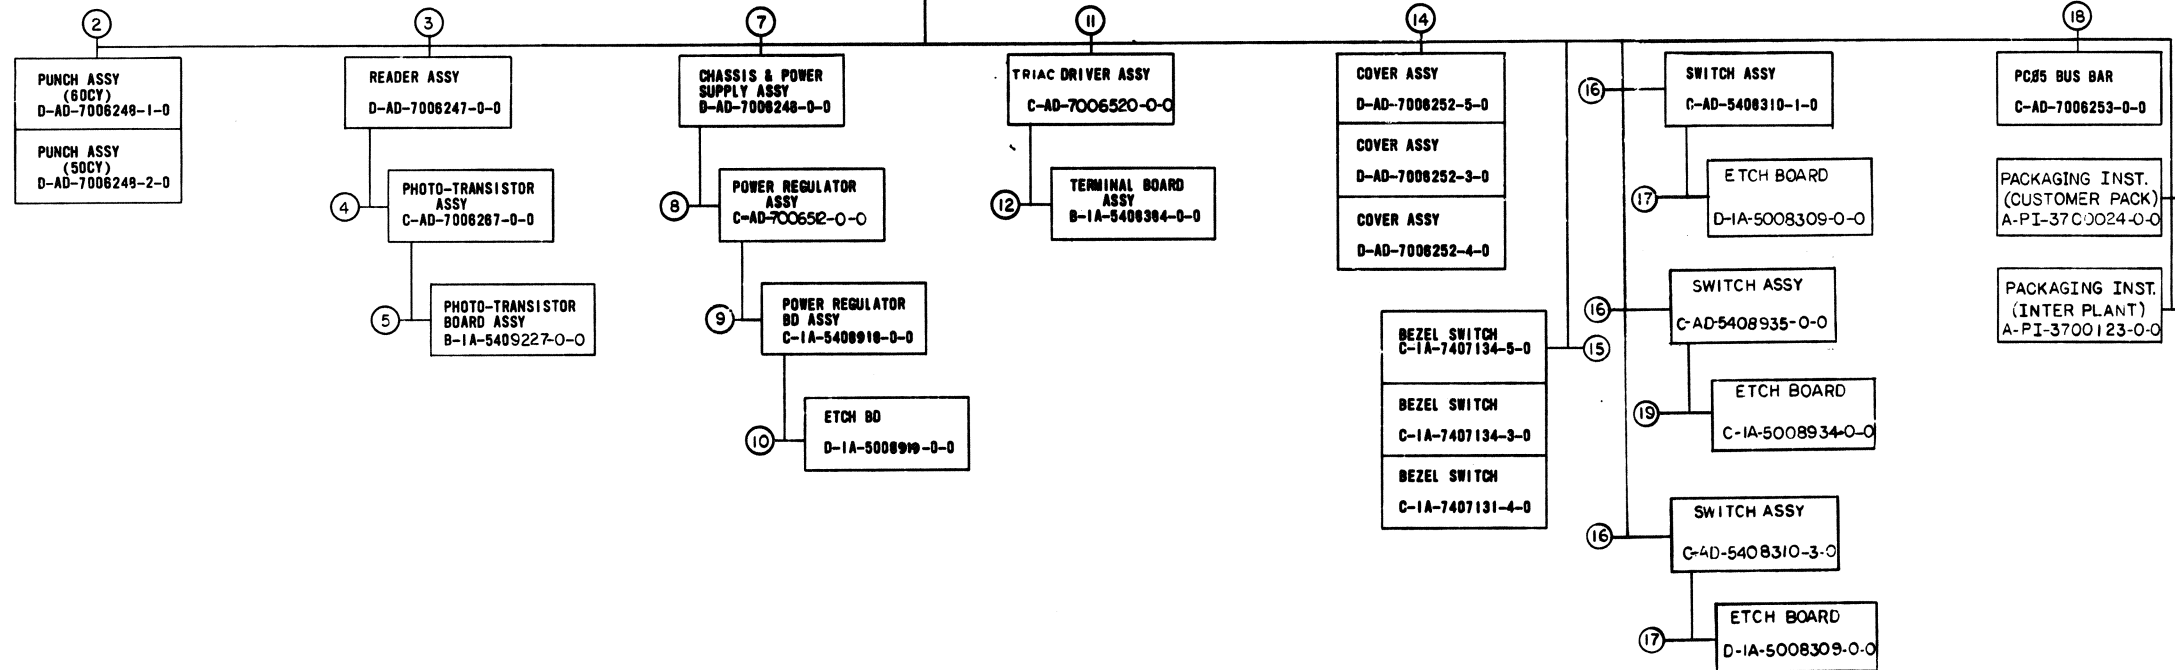 2
PUNCH ASSY
(60CY)
D-AD-7006248-1-0
PUNCH ASSY
(50CY)
D-AD-7006248-2-0
3
READER ASSY
D-AD-7006247-0-0
4
PHOTO-TRANSISTOR
ASSY
C-AD-7006267-0-0
5
PHOTO-TRANSISTOR
BOARD ASSY
B-IA-5409227-0-0
7
CHASSIS & POWER
SUPPLY ASSY
D-AD-7006246-0-0
8
POWER REGULATOR
ASSY
C-AD-7006512-0-0
9
POWER REGULATOR
BD ASSY
C-IA-5408918-0-0
10
ETCH BD
D-IA-5008919-0-0
11
TRIAC DRIVER ASSY
C-AD-7006520-0-0
12
TERMINAL BOARD
ASSY
B-IA-5408364-0-0
14
COVER ASSY
D-AD-7006252-5-0
COVER ASSY
D-AD-7006252-3-0
COVER ASSY
D-AD-7006252-4-0
15
BEZEL SWITCH
C-IA-7407134-5-0
BEZEL SWITCH
C-IA-7407134-3-0
BEZEL SWITCH
C-IA-7407131-4-0
16
SWITCH ASSY
C-AD-5408310-1-0
17
ETCH BOARD
D-IA-5008309-0-0
16
SWITCH ASSY
C-AD-5408935-0-0
19
ETCH BOARD
C-IA-5008934-0-0
16
SWITCH ASSY
C-AD-5408310-3-0
17
ETCH BOARD
D-IA-5008309-0-0
18
PCØ5 BUS BAR
C-AD-7006253-0-0
PACKAGING INST.
(CUSTOMER PACK)
A-PI-3700024-0-0
PACKAGING INST.
(INTER PLANT)
A-PI-3700123-0-0